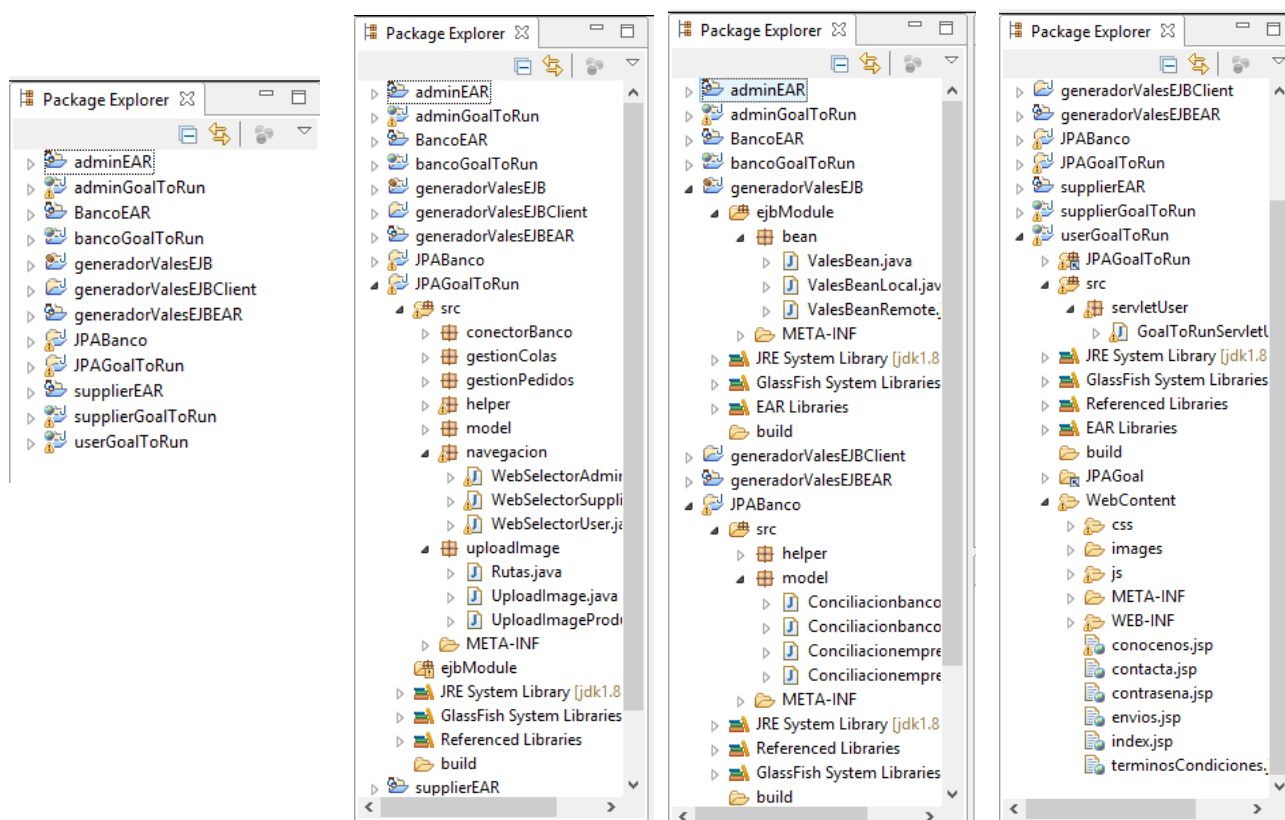 Package Explorer
adminEAR
adminGoalToRun
BancoEAR
bancoGoalToRun
generadorValesEJB
generadorValesEJBClient
generadorValesEJBEAR
JPABanco
JPAGoalToRun
supplierEAR
supplierGoalToRun
userGoalToRun
Package Explorer
adminEAR
adminGoalToRun
BancoEAR
bancoGoalToRun
generadorValesEJB
generadorValesEJBClient
generadorValesEJBEAR
JPABanco
JPAGoalToRun
src
conectorBanco
gestionColas
gestionPedidos
helper
model
navegacion
WebSelectorAdmin
WebSelectorSuppli
WebSelectorUser.ja
uploadImage
Rutas.java
UploadImage.java
UploadImageProdu
META-INF
ejbModule
JRE System Library [jdk1.8
GlassFish System Libraries
Referenced Libraries
build
supplierEAR
Package Explorer
adminEAR
adminGoalToRun
BancoEAR
bancoGoalToRun
generadorValesEJB
ejbModule
bean
ValesBean.java
ValesBeanLocal.jav
ValesBeanRemote.j
META-INF
JRE System Library [jdk1.8
GlassFish System Libraries
EAR Libraries
build
generadorValesEJBClient
generadorValesEJBEAR
JPABanco
src
helper
model
Conciliacionbanco
Conciliacionbanco
Conciliacionempre
Conciliacionempre
META-INF
JRE System Library [jdk1.8
Referenced Libraries
GlassFish System Libraries
build
Package Explorer
generadorValesEJBClient
generadorValesEJBEAR
JPABanco
JPAGoalToRun
supplierEAR
supplierGoalToRun
userGoalToRun
JPAGoalToRun
src
servletUser
GoalToRunServletU
JRE System Library [jdk1.8
GlassFish System Libraries
Referenced Libraries
EAR Libraries
build
JPAGoal
WebContent
css
images
js
META-INF
WEB-INF
conocenos.jsp
contacta.jsp
contrasena.jsp
envios.jsp
index.jsp
terminosCondiciones.j